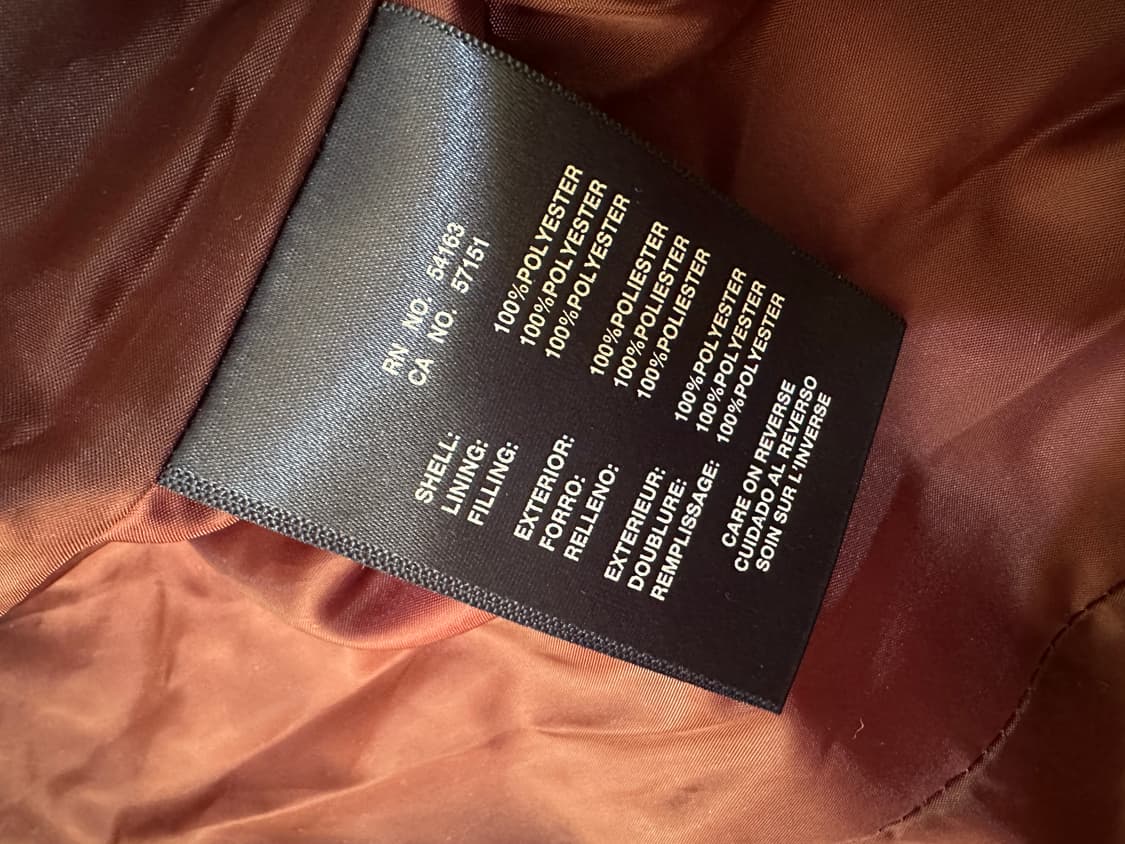 RN NO. 54163
CA NO. 57151
SHELL: 100%POLYESTER
LINING: 100%POLYESTER
FILLING: 100%POLYESTER
EXTERIOR: 100%POLIESTER
FORRO: 100%POLIESTER
RELLENO: 100%POLIESTER
EXTERIEUR: 100%POLYESTER
DOUBLURE: 100%POLYESTER
REMPLISSAGE: 100%POLYESTER
CARE ON REVERSE
CUIDADO AL REVERSO
SOIN SUR L'INVERSE